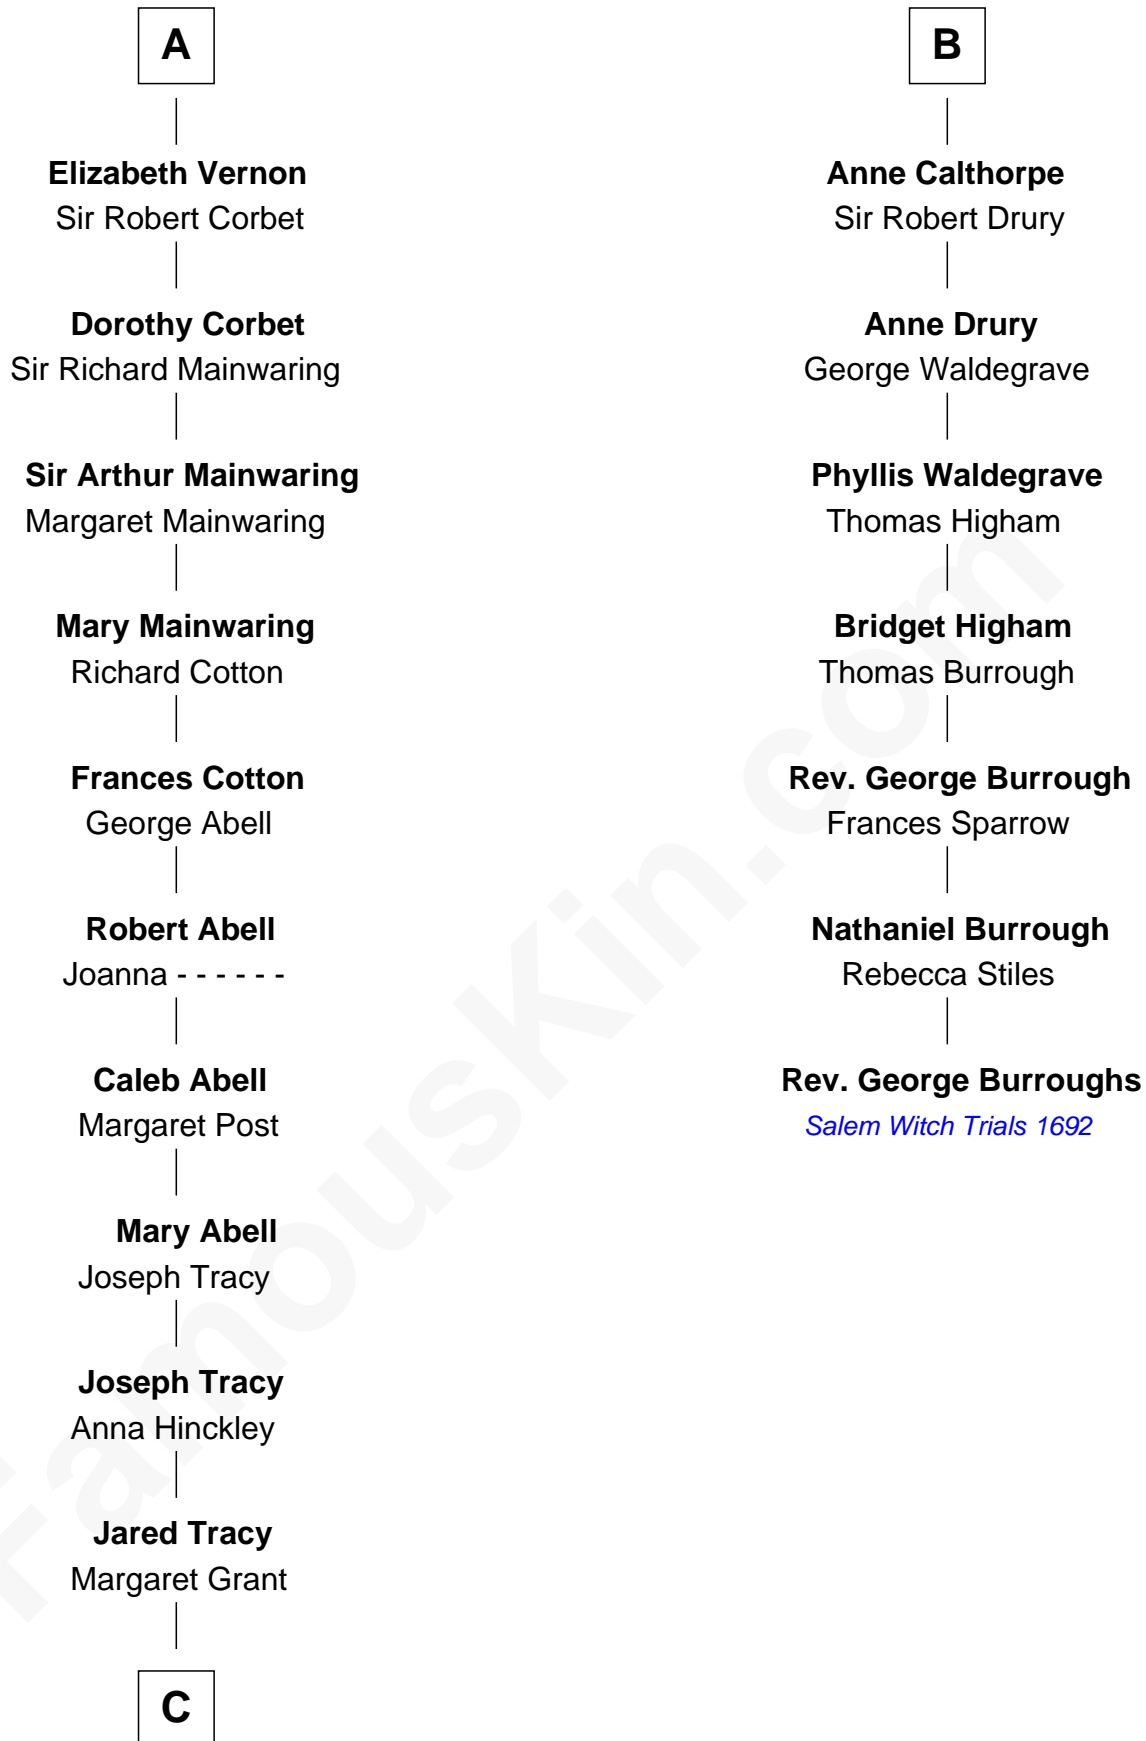 A
Elizabeth Vernon
Sir Robert Corbet
Dorothy Corbet
Sir Richard Mainwaring
Sir Arthur Mainwaring
Margaret Mainwaring
Mary Mainwaring
Richard Cotton
Frances Cotton
George Abell
Robert Abell
Joanna - - - - - -
Caleb Abell
Margaret Post
Mary Abell
Joseph Tracy
Joseph Tracy
Anna Hinckley
Jared Tracy
Margaret Grant
C
B
Anne Calthorpe
Sir Robert Drury
Anne Drury
George Waldegrave
Phyllis Waldegrave
Thomas Higham
Bridget Higham
Thomas Burrough
Rev. George Burrough
Frances Sparrow
Nathaniel Burrough
Rebecca Stiles
Rev. George Burroughs
Salem Witch Trials 1692
FamousKin.com